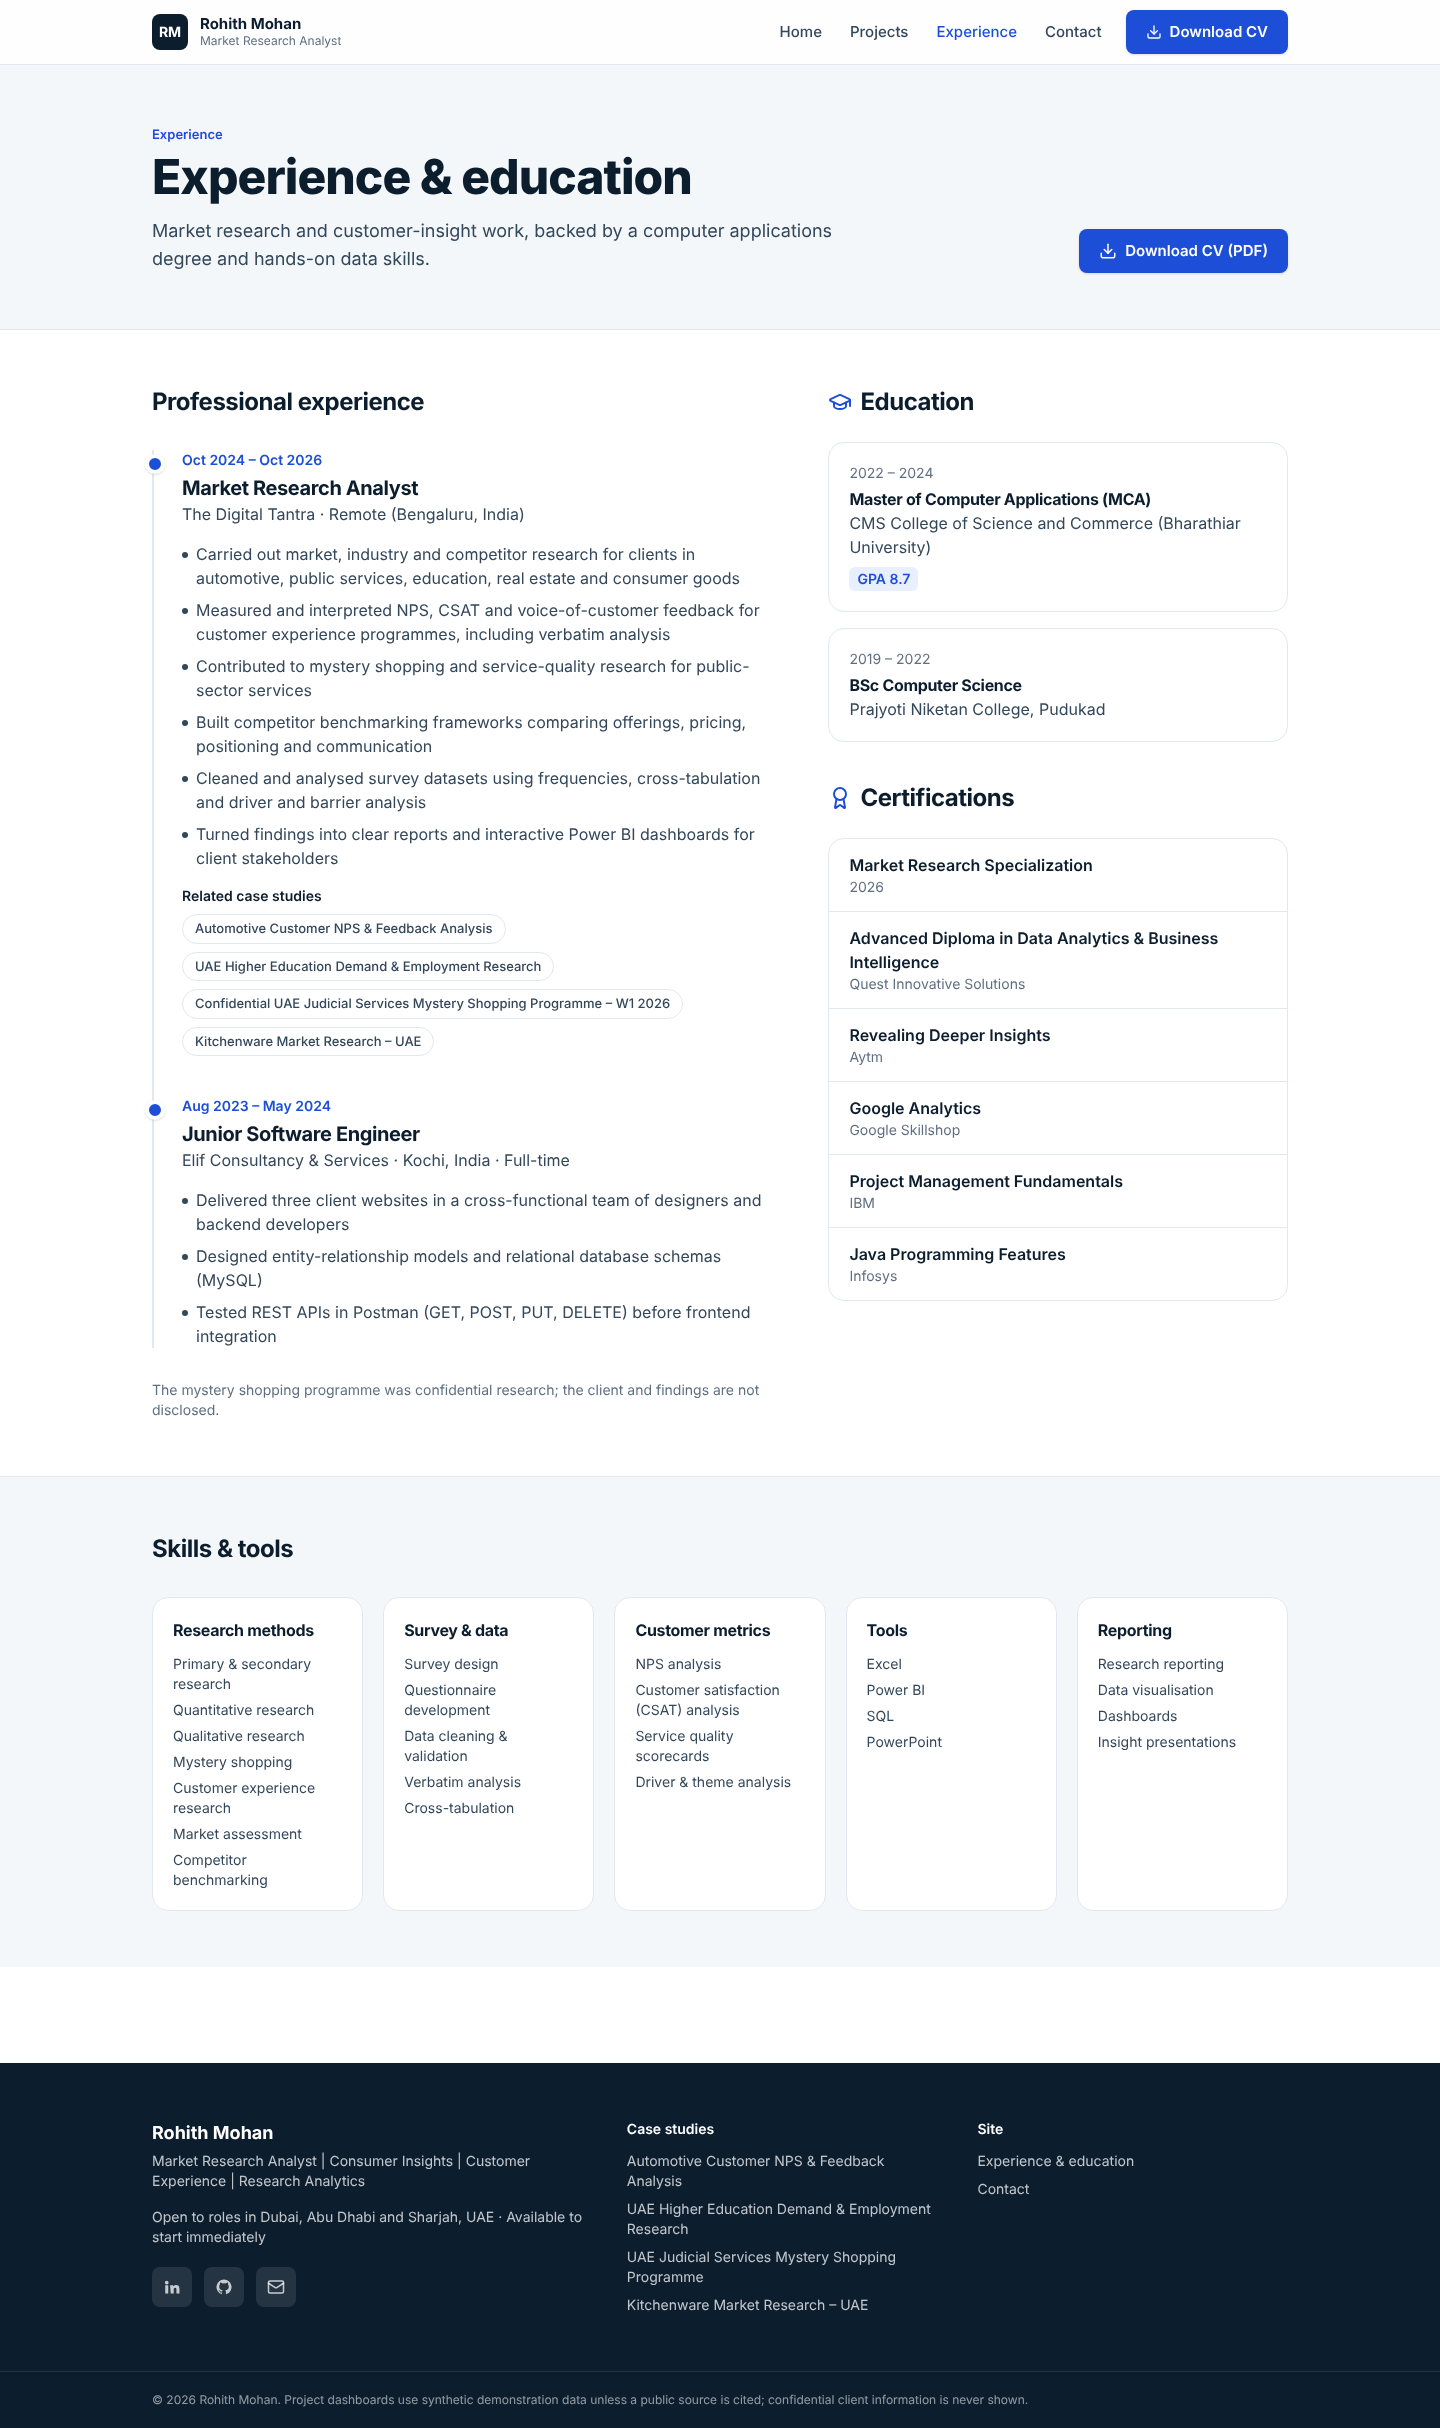 RM
Rohith Mohan
Market Research Analyst
Home
Projects
Experience
Contact
Download CV
Experience
Experience & education
Market research and customer-insight work, backed by a computer applications
degree and hands-on data skills.
Download CV (PDF)
Professional experience
Oct 2024 – Oct 2026
Market Research Analyst
The Digital Tantra · Remote (Bengaluru, India)
Carried out market, industry and competitor research for clients in
automotive, public services, education, real estate and consumer goods
Measured and interpreted NPS, CSAT and voice-of-customer feedback for
customer experience programmes, including verbatim analysis
Contributed to mystery shopping and service-quality research for public-
sector services
Built competitor benchmarking frameworks comparing offerings, pricing,
positioning and communication
Cleaned and analysed survey datasets using frequencies, cross-tabulation
and driver and barrier analysis
Turned findings into clear reports and interactive Power BI dashboards for
client stakeholders
Related case studies
Automotive Customer NPS & Feedback Analysis
UAE Higher Education Demand & Employment Research
Confidential UAE Judicial Services Mystery Shopping Programme – W1 2026
Kitchenware Market Research – UAE
Aug 2023 – May 2024
Junior Software Engineer
Elif Consultancy & Services · Kochi, India · Full-time
Delivered three client websites in a cross-functional team of designers and
backend developers
Designed entity-relationship models and relational database schemas
(MySQL)
Tested REST APIs in Postman (GET, POST, PUT, DELETE) before frontend
integration
The mystery shopping programme was confidential research; the client and findings are not
disclosed.
Education
2022 – 2024
Master of Computer Applications (MCA)
CMS College of Science and Commerce (Bharathiar
University)
GPA 8.7
2019 – 2022
BSc Computer Science
Prajyoti Niketan College, Pudukad
Certifications
Market Research Specialization
2026
Advanced Diploma in Data Analytics & Business
Intelligence
Quest Innovative Solutions
Revealing Deeper Insights
Aytm
Google Analytics
Google Skillshop
Project Management Fundamentals
IBM
Java Programming Features
Infosys
Skills & tools
Research methods
Primary & secondary
research
Quantitative research
Qualitative research
Mystery shopping
Customer experience
research
Market assessment
Competitor
benchmarking
Survey & data
Survey design
Questionnaire
development
Data cleaning &
validation
Verbatim analysis
Cross-tabulation
Customer metrics
NPS analysis
Customer satisfaction
(CSAT) analysis
Service quality
scorecards
Driver & theme analysis
Tools
Excel
Power BI
SQL
PowerPoint
Reporting
Research reporting
Data visualisation
Dashboards
Insight presentations
Rohith Mohan
Market Research Analyst | Consumer Insights | Customer
Experience | Research Analytics
Open to roles in Dubai, Abu Dhabi and Sharjah, UAE · Available to
start immediately
in
Case studies
Automotive Customer NPS & Feedback
Analysis
UAE Higher Education Demand & Employment
Research
UAE Judicial Services Mystery Shopping
Programme
Kitchenware Market Research – UAE
Site
Experience & education
Contact
© 2026 Rohith Mohan. Project dashboards use synthetic demonstration data unless a public source is cited; confidential client information is never shown.